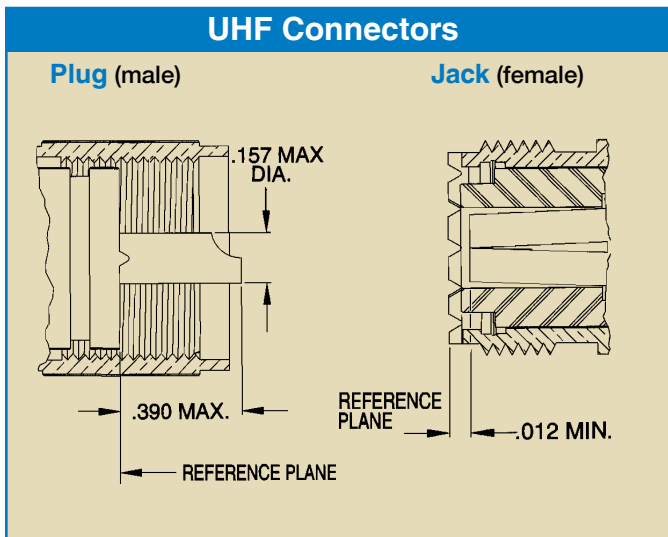 UHF Connectors
Plug (male)
Jack (female)
.157 MAX
DIA.
.390 MAX.
REFERENCE PLANE
REFERENCE
PLANE
.012 MIN.